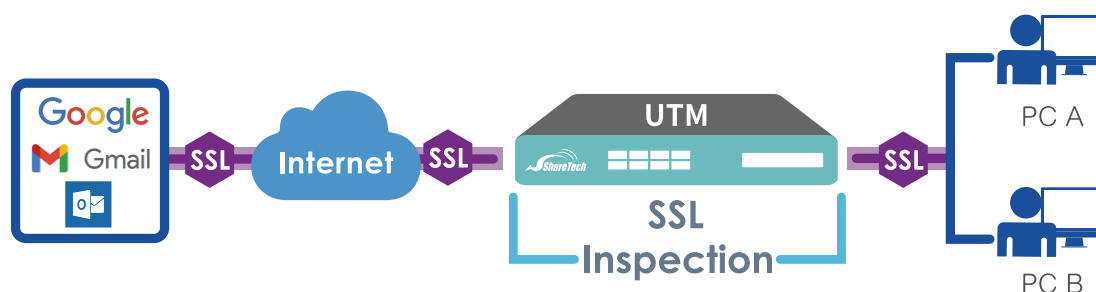 Google
Gmail
O
SSL
Internet
SSL
UTM
ShareTech
SSL
Inspection
SSL
PC A
PC B